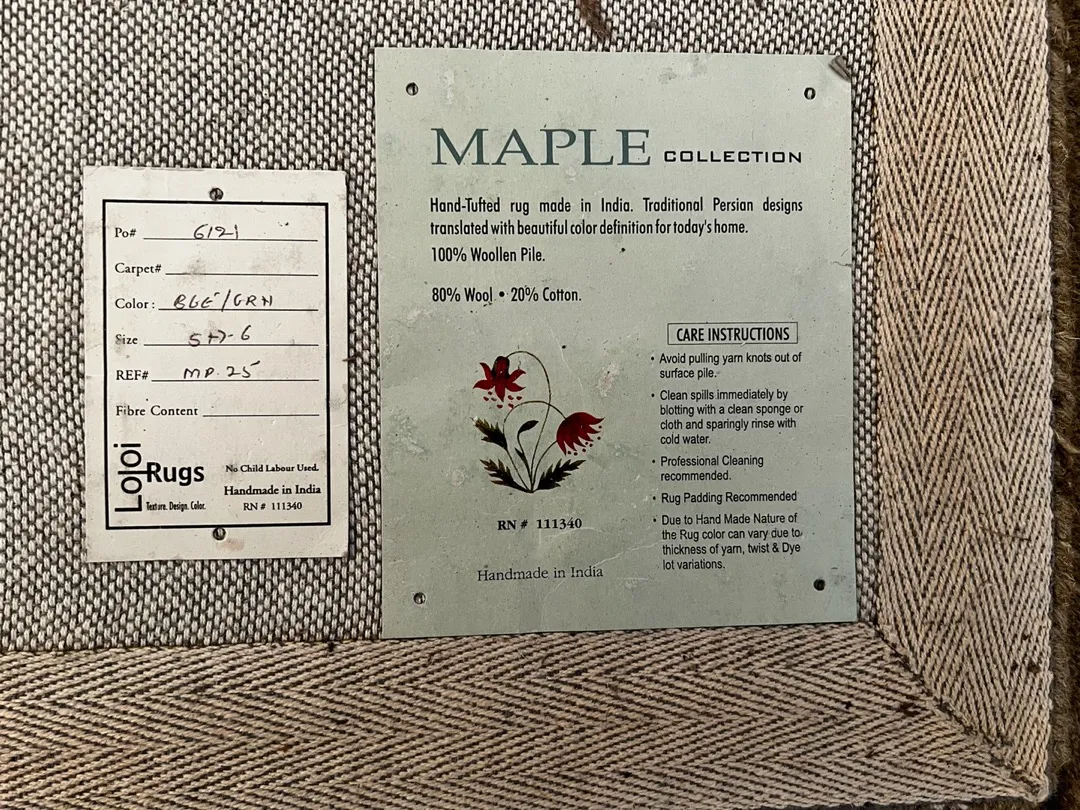 Po# 6121
Carpet#
Color: BGE/GRN
Size 5+7-6
REF# MP.25
Fibre Content
Loloi Rugs
Texture. Design. Color.
No Child Labour Used.
Handmade in India
RN # 111340
MAPLE COLLECTION
Hand-Tufted rug made in India. Traditional Persian designs
translated with beautiful color definition for today's home.
100% Woollen Pile.
80% Wool • 20% Cotton.
RN # 111340
Handmade in India
CARE INSTRUCTIONS
• Avoid pulling yarn knots out of
surface pile.
• Clean spills immediately by
blotting with a clean sponge or
cloth and sparingly rinse with
cold water.
• Professional Cleaning
recommended.
• Rug Padding Recommended
• Due to Hand Made Nature of
the Rug color can vary due to
thickness of yarn, twist & Dye
lot variations.